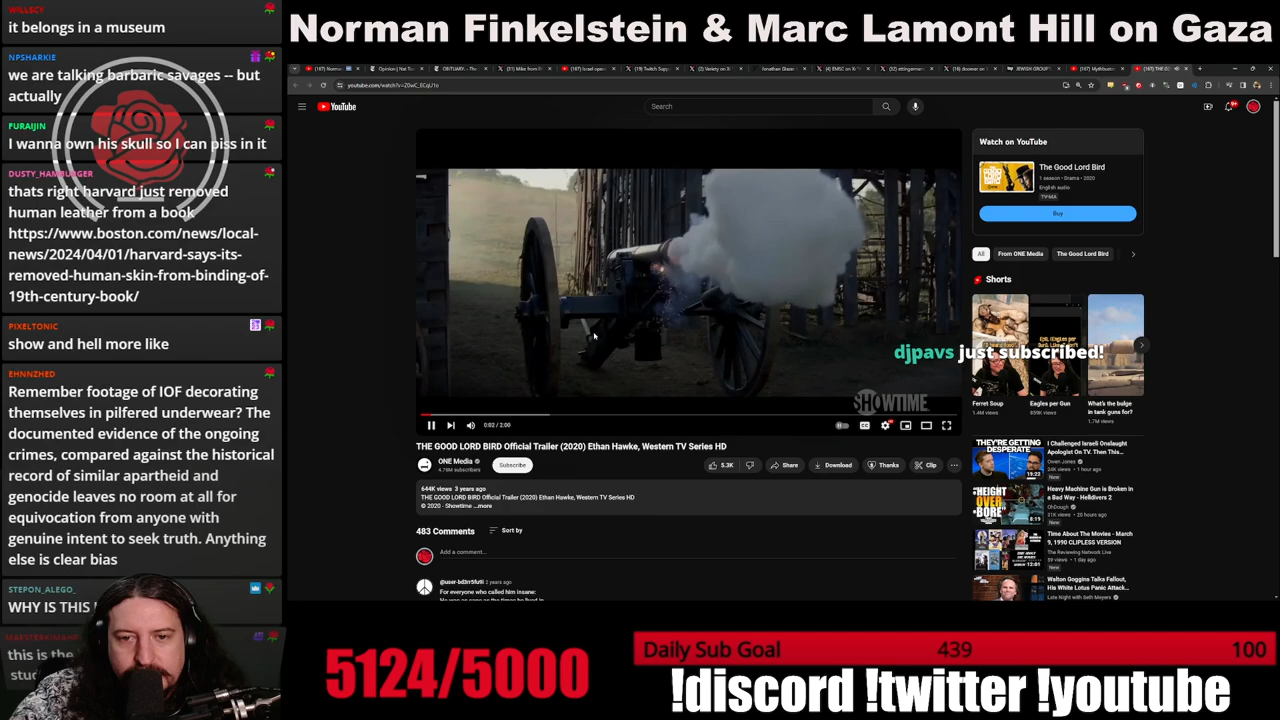 Norman Finkelstein & Marc Lamont Hill on Gaza
WILLSCY
it belongs in a museum
NPSHARKIE
we are talking barbaric savages -- but
actually
FURAIJIN
I wanna own his skull so I can piss in it
DUSTY_HAMBURGER
thats right harvard just removed
human leather from a book
https://www.boston.com/news/local-
news/2024/04/01/harvard-says-its-
removed-human-skin-from-binding-of-
19th-century-book/
PIXELTONIC
show and hell more like
EHNNZHED
Remember footage of IOF decorating
themselves in pilfered underwear? The
documented evidence of the ongoing
crimes, compared against the historical
record of similar apartheid and
genocide leaves no room at all for
equivocation from anyone with
genuine intent to seek truth. Anything
else is clear bias
STEPON_ALEGO_
WHY IS THIS
this is the
YouTube
Search
9+
SHOWTIME
0:02 / 2:00
THE GOOD LORD BIRD Official Trailer (2020) Ethan Hawke, Western TV Series HD
ONE Media
Subscribe
5.3K
Share
Download
Thanks
Clip
644K views 3 years ago
THE GOOD LORD BIRD Official Trailer (2020) Ethan Hawke, Western TV Series HD
© 2020 - Showtime ...more
483 Comments
Sort by
Add a comment...
2 years ago
For everyone who called him insane:
Watch on YouTube
The Good Lord Bird
1 season • Drama • 2020
English audio
TV-MA
Buy
All
From ONE Media
The Good Lord Bird
Shorts
djpavs just subscribed!
Ferret Soup
1.4M views
Eagles per Gun
859K views
What's the bulge
in tank guns for?
1.7M views
THEY'RE GETTING
DESPERATE
19:23
I Challenged Israeli Onslaught
Apologist On TV. Then This...
Owen Jones
24K views • 1 hour ago
New
HEIGHT
OVER
BORE
8:19
Heavy Machine Gun is Broken in
a Bad Way - Helldivers 2
OhDough
31K views • 20 hours ago
New
Time About The Movies - March
9, 1990 CLIPLESS VERSION
The Reviewing Network Live
59 views • 1 day ago
New
Walton Goggins Talks Fallout,
His White Lotus Panic Attack...
Late Night with Seth Meyers
5124/5000
Daily Sub Goal
439
100
!discord !twitter !youtube